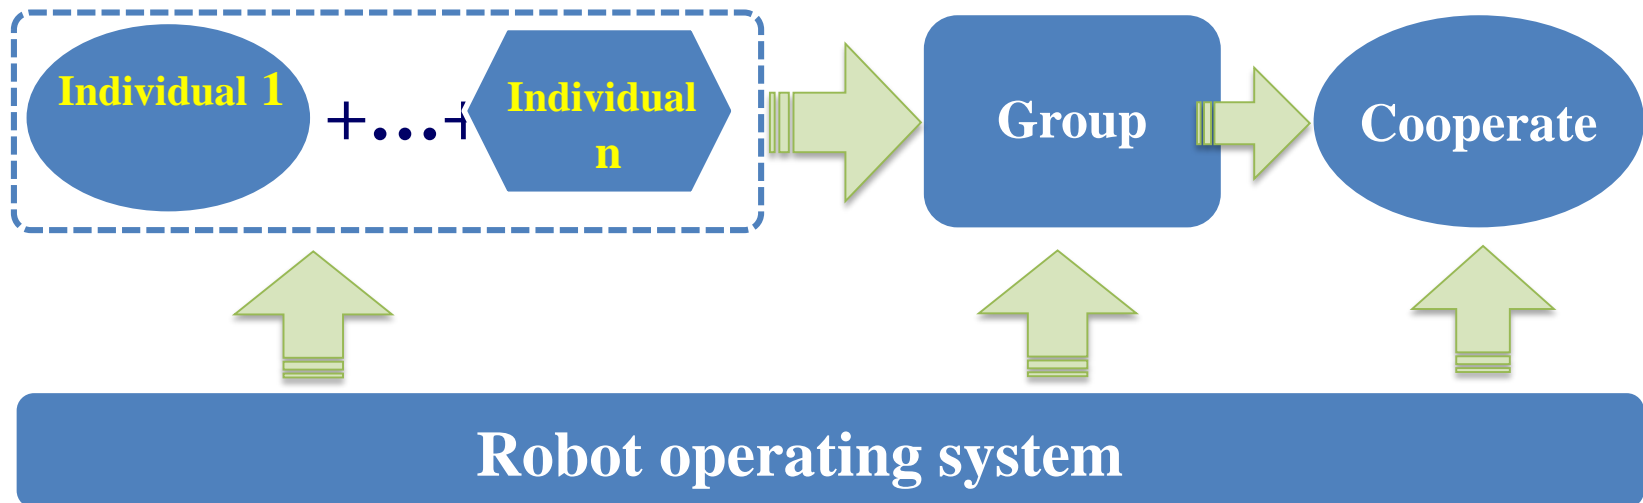 Individual 1
+...+
Individual
n
Group
Cooperate
Robot operating system